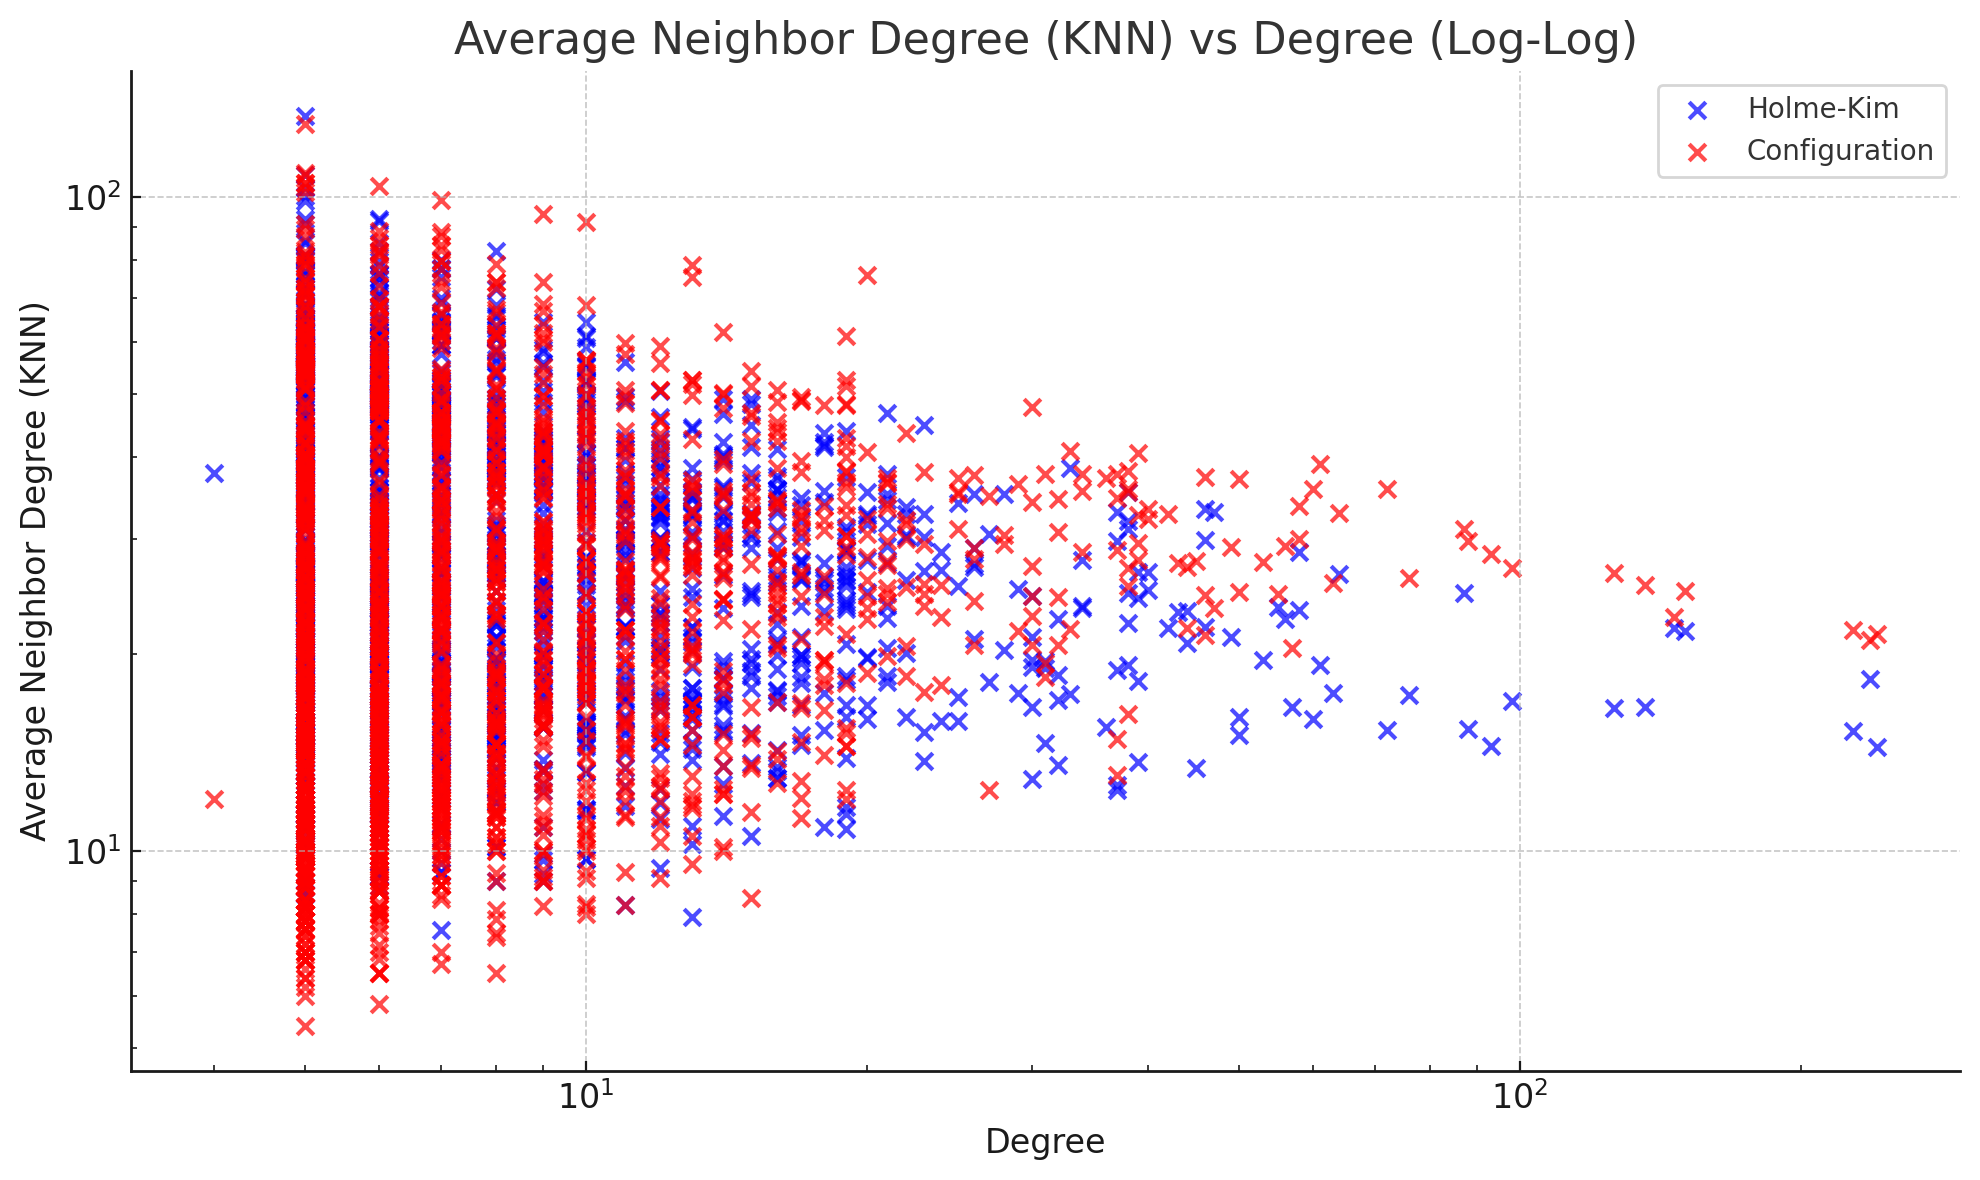 Average Neighbor Degree (KNN) vs Degree (Log-Log)
Holme-Kim
Configuration
Average Neighbor Degree (KNN)
10²
10¹
10¹
10²
Degree